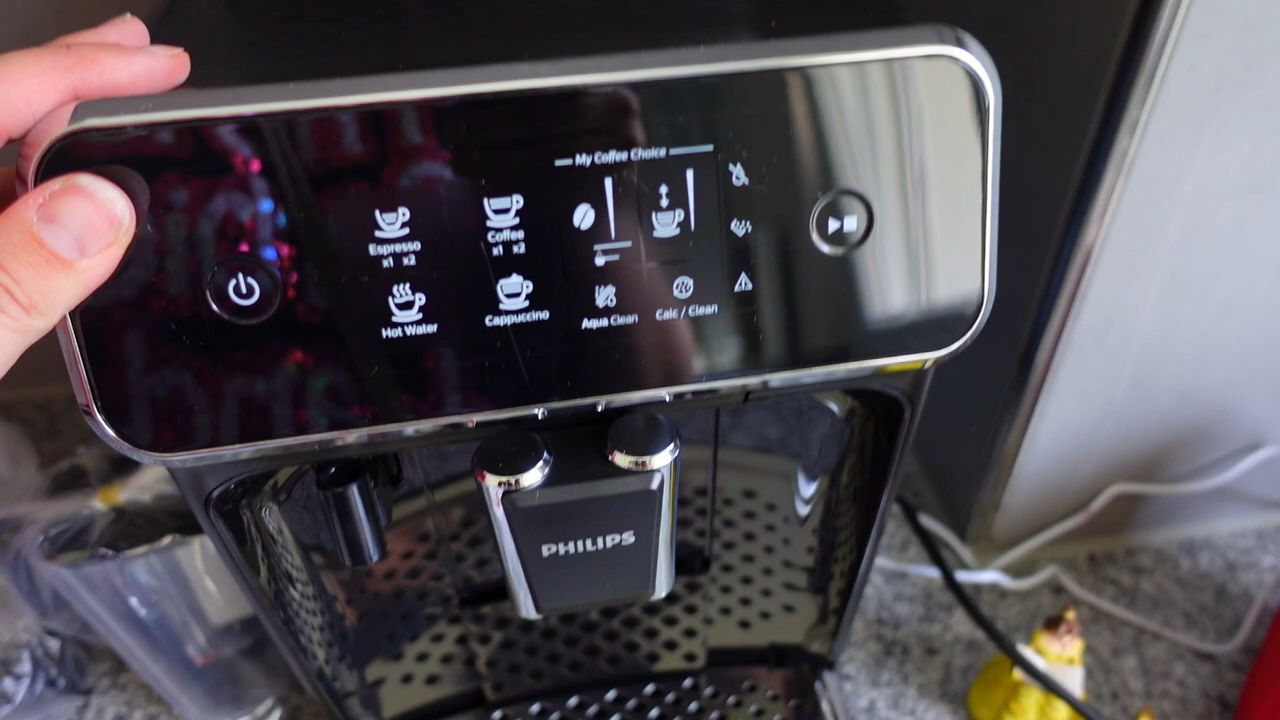 My Coffee Choice
Espresso
x1 x2
Coffee
x1 x2
Hot Water
Cappuccino
Aqua Clean
Calc / Clean
PHILIPS